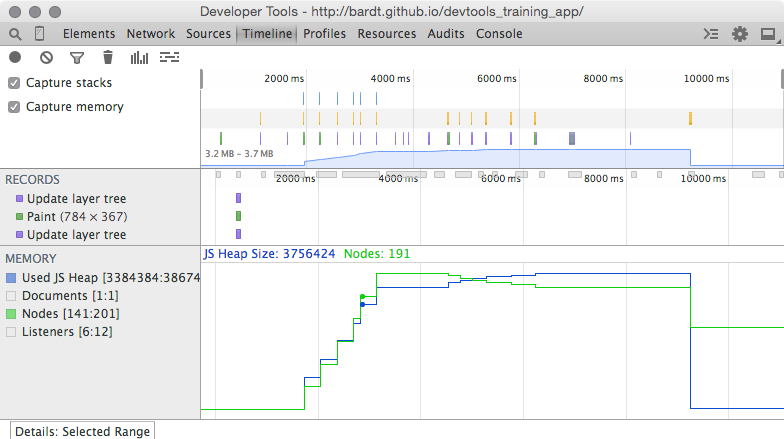 Developer Tools - http://bardt.github.io/devtools_training_app/
Elements Network Sources Timeline Profiles Resources Audits Console
Capture stacks
Capture memory
2000 ms 4000 ms 6000 ms 8000 ms 10000 ms
3.2 MB – 3.7 MB
RECORDS
2000 ms 4000 ms 6000 ms 8000 ms 10000 ms
Update layer tree
Paint (784 × 367)
Update layer tree
MEMORY
JS Heap Size: 3756424 Nodes: 191
Used JS Heap [3384384:38674
Documents [1:1]
Nodes [141:201]
Listeners [6:12]
Details: Selected Range